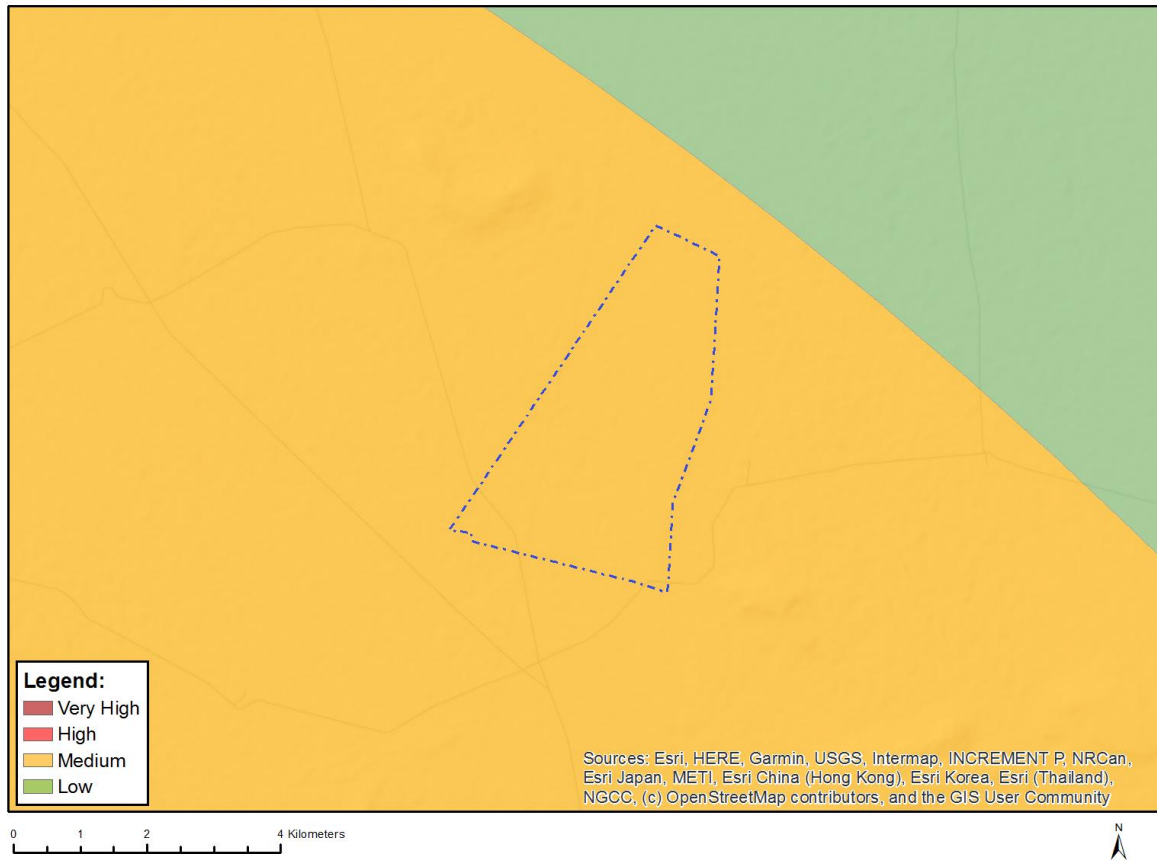 Legend:
Very High
High
Medium
Low
Sources: Esri, HERE, Garmin, USGS, Intermap, INCREMENT P, NRCan,
Esri Japan, METI, Esri China (Hong Kong), Esri Korea, Esri (Thailand),
NGCC, (c) OpenStreetMap contributors, and the GIS User Community
0 1 2 4 Kilometers
N